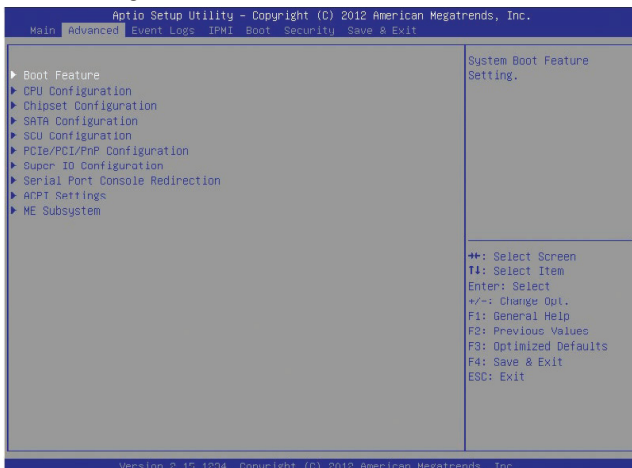 Aptio Setup Utility – Copyright (C) 2012 American Megatrends, Inc.
Main Advanced Event Logs IPMI Boot Security Save & Exit
▶ Boot Feature
▶ CPU Configuration
▶ Chipset Configuration
▶ SATA Configuration
▶ SCU Configuration
▶ PCIe/PCI/PnP Configuration
▶ Super IO Configuration
▶ Serial Port Console Redirection
▶ ACPI Settings
▶ ME Subsystem
System Boot Feature
Setting.
→←: Select Screen
↑↓: Select Item
Enter: Select
+/-: Change Opt.
F1: General Help
F2: Previous Values
F3: Optimized Defaults
F4: Save & Exit
ESC: Exit
Version 2.15.1234. Copyright (C) 2012 American Megatrends, Inc.